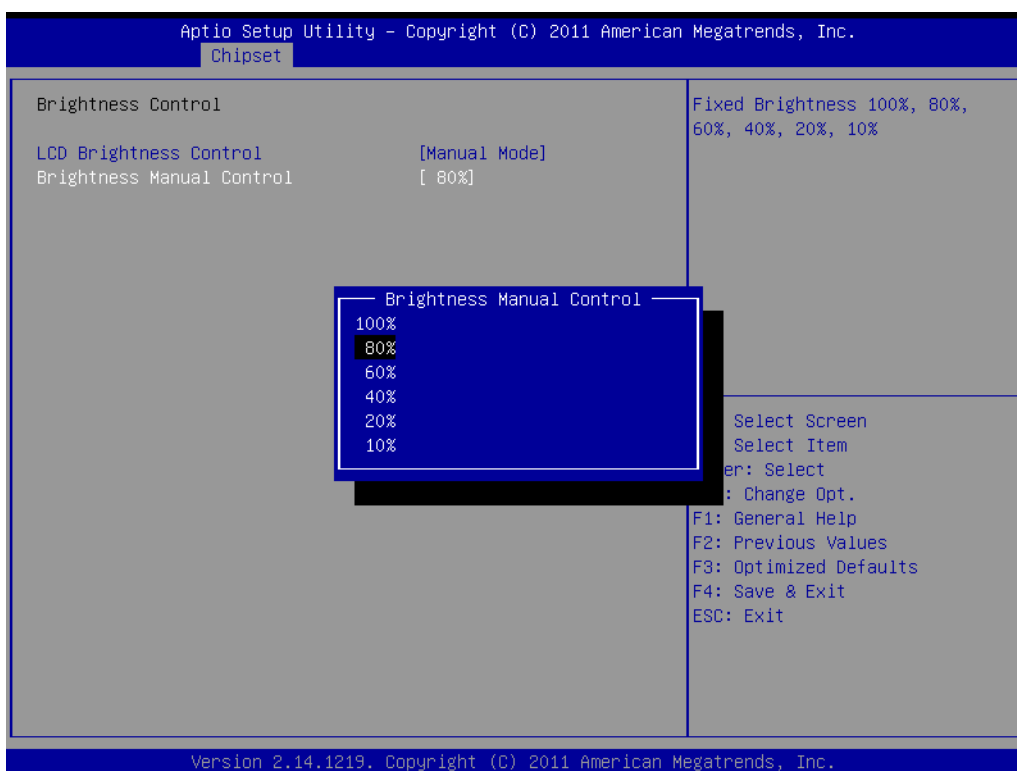 Aptio Setup Utility – Copyright (C) 2011 American Megatrends, Inc.
Chipset
Brightness Control
LCD Brightness Control [Manual Mode]
Brightness Manual Control [ 80%]
Fixed Brightness 100%, 80%,
60%, 40%, 20%, 10%
Brightness Manual Control
100%
80%
60%
40%
20%
10%
Select Screen
Select Item
er: Select
: Change Opt.
F1: General Help
F2: Previous Values
F3: Optimized Defaults
F4: Save & Exit
ESC: Exit
Version 2.14.1219. Copyright (C) 2011 American Megatrends, Inc.